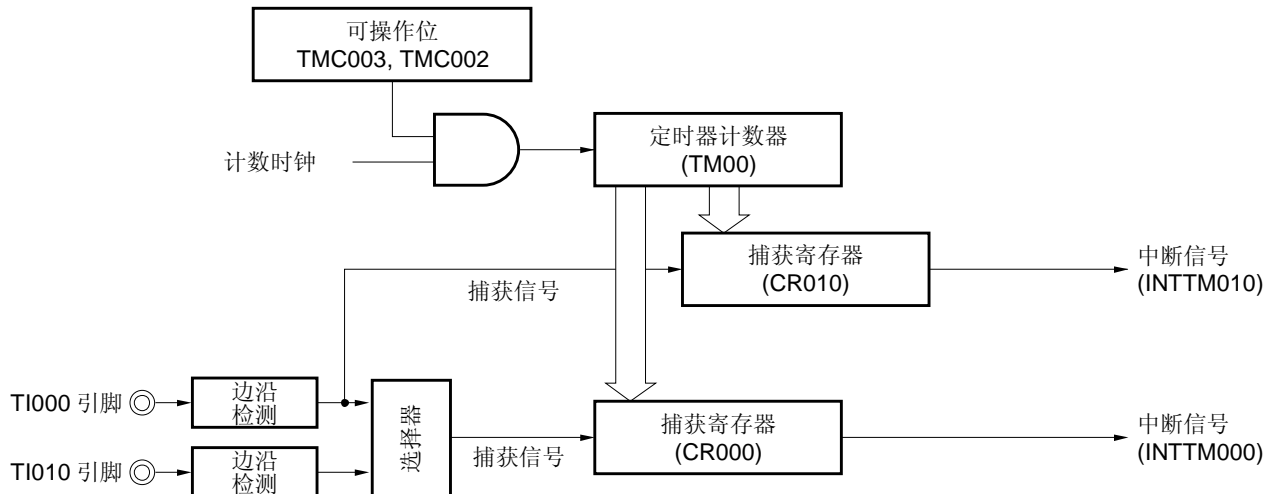 可操作位
TMC003, TMC002
计数时钟
定时器计数器
(TM00)
捕获寄存器
(CR010)
中断信号
(INTTM010)
捕获信号
TI000 引脚
边沿
检测
选择器
捕获信号
捕获寄存器
(CR000)
中断信号
(INTTM000)
TI010 引脚
边沿
检测